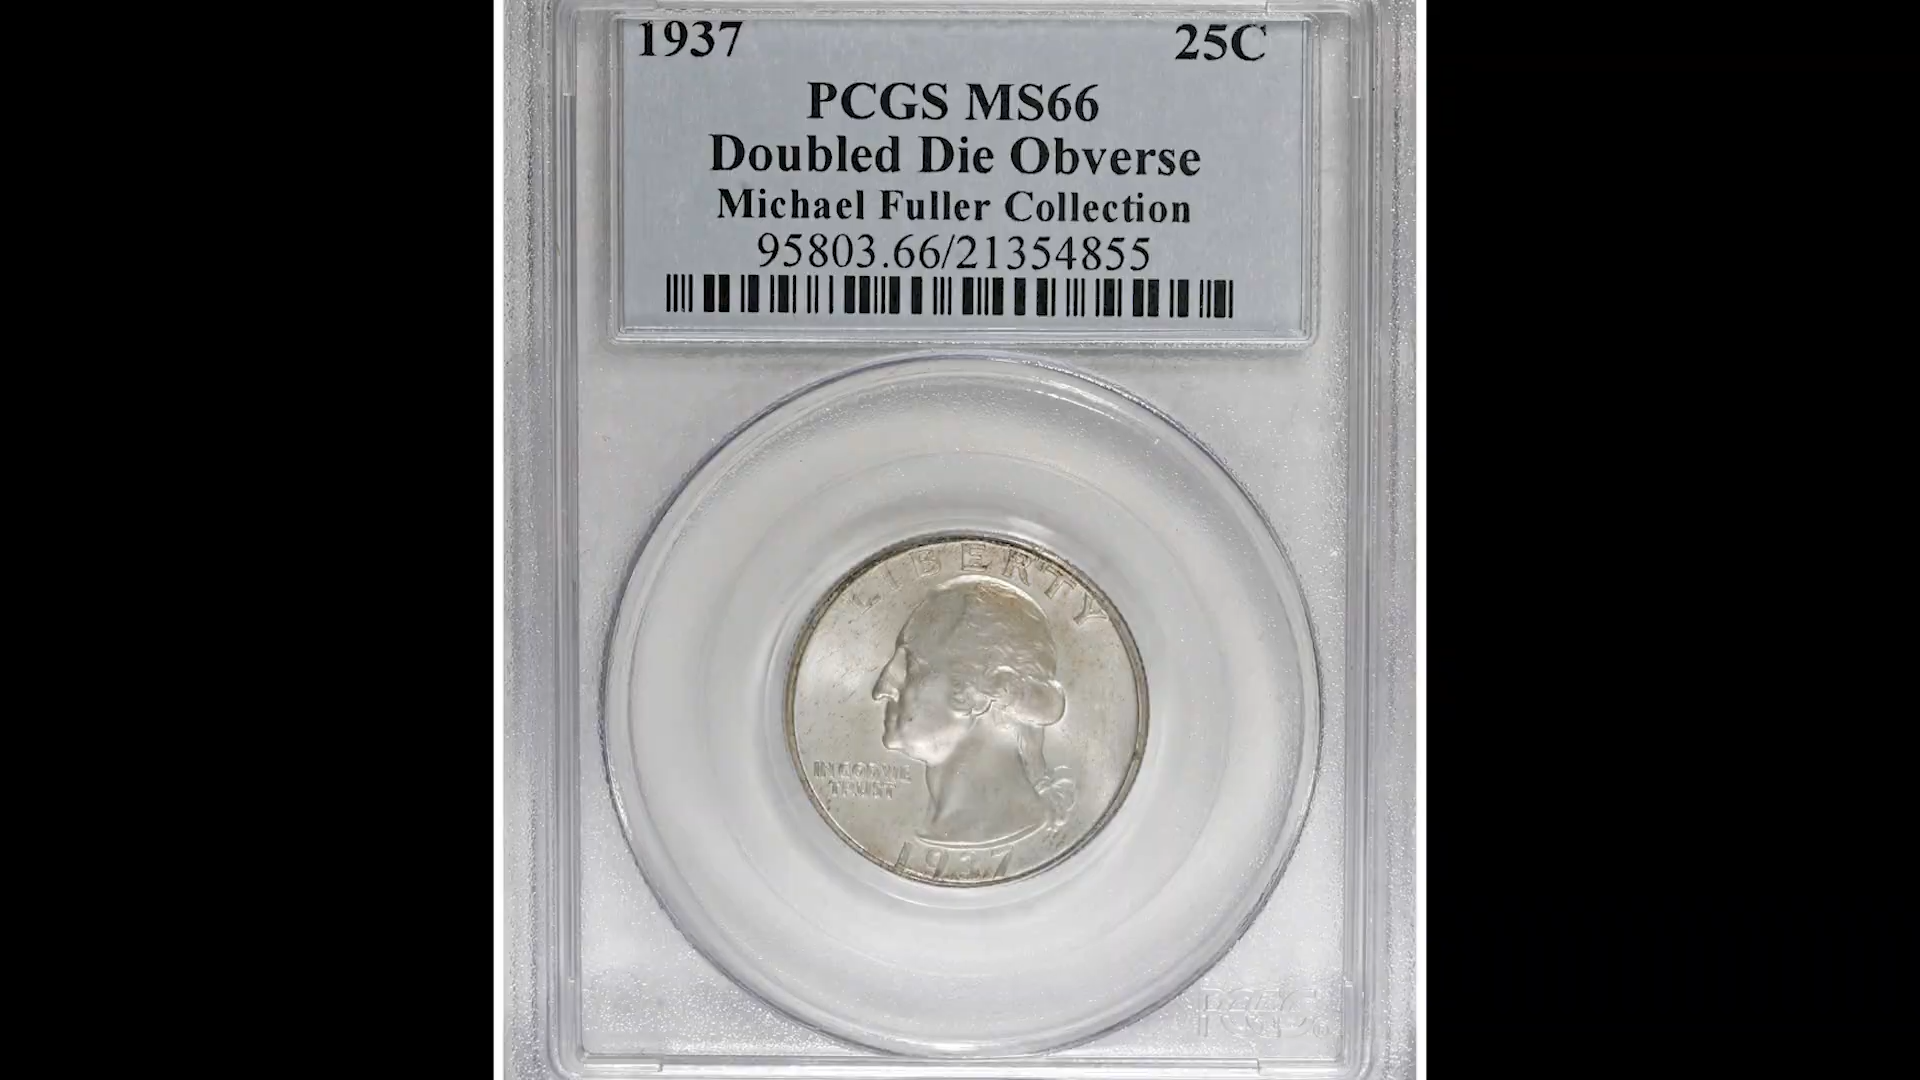 1937 25C
PCGS MS66
Doubled Die Obverse
Michael Fuller Collection
95803.66/21354855
LIBERTY
IN GOD WE
TRUST
1937
PCGS